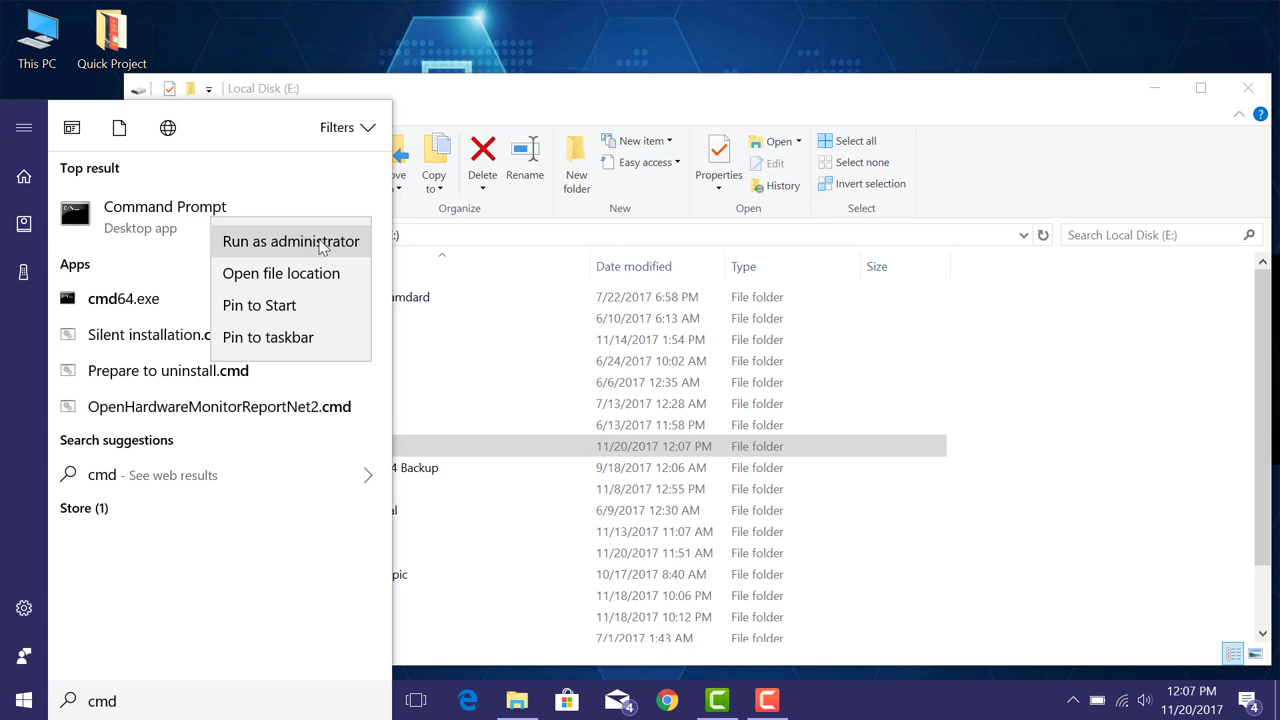 This PC
Quick Project
Local Disk (E:)
Filters
Top result
Command Prompt
Desktop app
Run as administrator
Open file location
Pin to Start
Pin to taskbar
Apps
cmd64.exe
Silent installation.c
Prepare to uninstall.cmd
OpenHardwareMonitorReportNet2.cmd
Search suggestions
cmd - See web results
Store (1)
cmd
ove
Copy to
Delete
Rename
Organize
New folder
New item
Easy access
New
Properties
Open
Edit
History
Open
Select all
Select none
Invert selection
Select
:)
Search Local Disk (E:)
Date modified Type Size
amdard 7/22/2017 6:58 PM File folder
6/10/2017 6:13 AM File folder
11/14/2017 1:54 PM File folder
6/24/2017 10:02 AM File folder
6/6/2017 12:35 AM File folder
7/13/2017 12:28 AM File folder
6/13/2017 11:58 PM File folder
11/20/2017 12:07 PM File folder
4 Backup 9/18/2017 12:06 AM File folder
11/8/2017 12:55 PM File folder
al 6/9/2017 12:30 AM File folder
11/13/2017 11:07 AM File folder
11/20/2017 11:51 AM File folder
pic 10/17/2017 8:40 AM File folder
11/18/2017 10:06 PM File folder
11/18/2017 10:12 PM File folder
7/1/2017 1:43 AM File folder
4
12:07 PM
11/20/2017
4